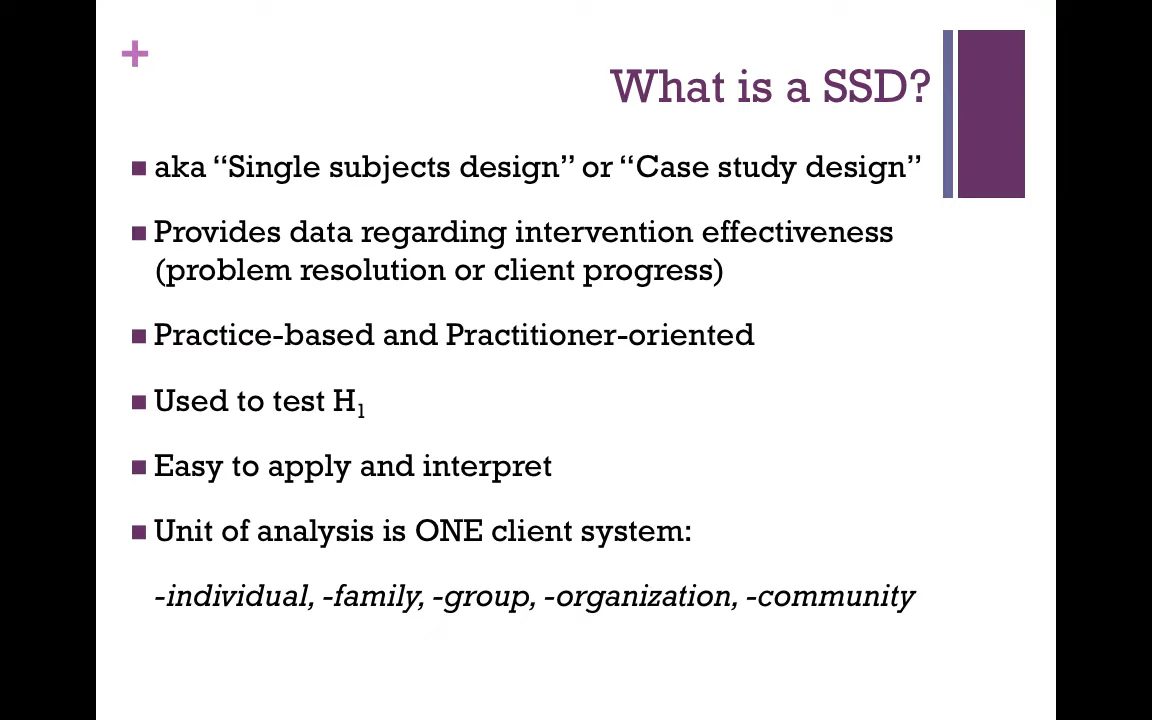 +
What is a SSD?
■ aka “Single subjects design” or “Case study design”
■ Provides data regarding intervention effectiveness
(problem resolution or client progress)
■ Practice-based and Practitioner-oriented
■ Used to test H₁
■ Easy to apply and interpret
■ Unit of analysis is ONE client system:
-individual, -family, -group, -organization, -community